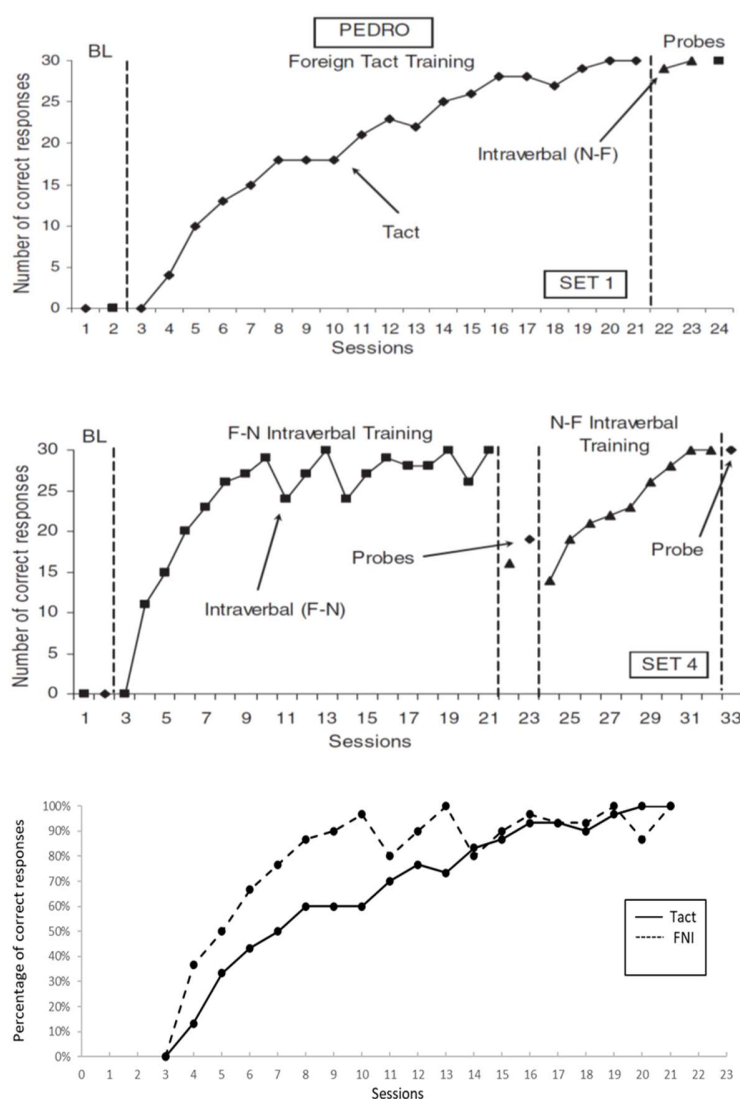 PEDRO
BL
Foreign Tact Training
Probes
30
25
20
15
10
5
0
Number of correct responses
Intraverbal (N-F)
Tact
SET 1
1 2 3 4 5 6 7 8 9 10 11 12 13 14 15 16 17 18 19 20 21 22 23 24
Sessions
BL
F-N Intraverbal Training
N-F Intraverbal
Training
30
25
20
15
10
5
0
Number of correct responses
Probes
Probe
Intraverbal (F-N)
SET 4
1 3 5 7 9 11 13 15 17 19 21 23 25 27 29 31 33
Sessions
100%
90%
80%
70%
60%
50%
40%
30%
20%
10%
0%
Percentage of correct responses
Tact
FNI
0 1 2 3 4 5 6 7 8 9 10 11 12 13 14 15 16 17 18 19 20 21 22 23
Sessions